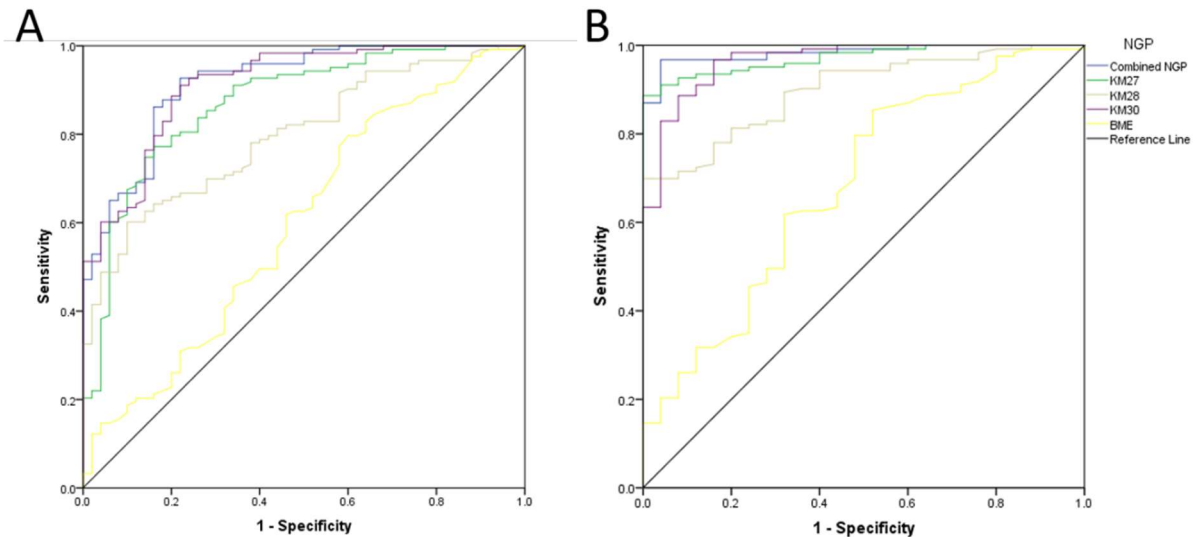 A
B
1.0
0.8
0.6
0.4
0.2
0.0
Sensitivity
0.0 0.2 0.4 0.6 0.8 1.0
1 - Specificity
1.0
0.8
0.6
0.4
0.2
0.0
Sensitivity
0.0 0.2 0.4 0.6 0.8 1.0
1 - Specificity
NGP
Combined NGP
KM27
KM28
KM30
BME
Reference Line